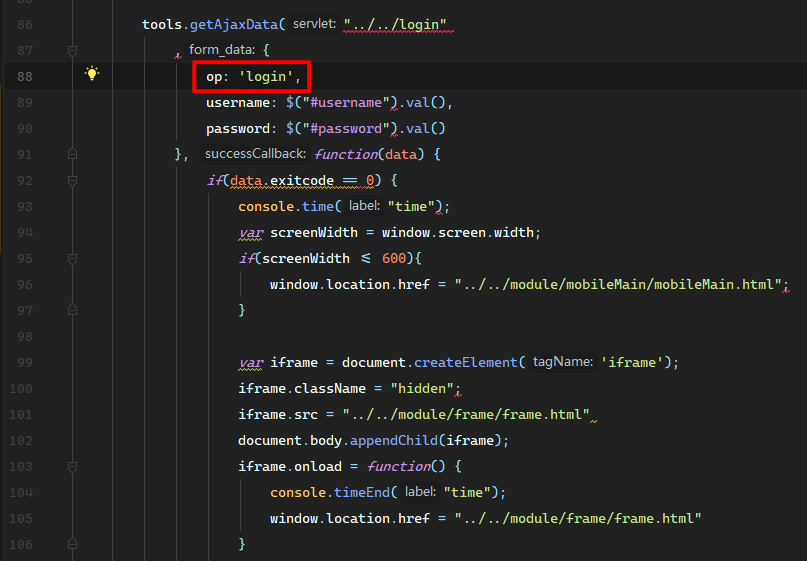 86 tools.getAjaxData( servlet: "../../login"
87 , form_data: {
88 op: 'login',
89 username: $("#username").val(),
90 password: $("#password").val()
91 }, successCallback: function(data) {
92 if(data.exitcode == 0) {
93 console.time( label: "time");
94 var screenWidth = window.screen.width;
95 if(screenWidth <= 600){
96 window.location.href = "../../module/mobileMain/mobileMain.html";
97 }
98
99 var iframe = document.createElement( tagName: 'iframe');
100 iframe.className = "hidden";
101 iframe.src = "../../module/frame/frame.html"
102 document.body.appendChild(iframe);
103 iframe.onload = function() {
104 console.timeEnd( label: "time");
105 window.location.href = "../../module/frame/frame.html"
106 }